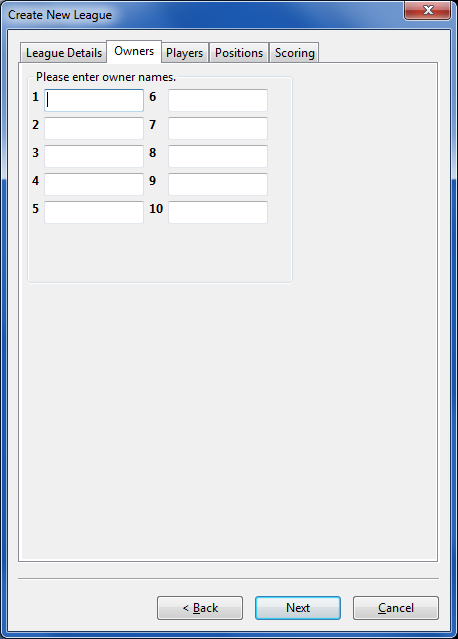 Create New League
League Details Owners Players Positions Scoring
Please enter owner names.
1 6
2 7
3 8
4 9
5 10
< Back Next Cancel